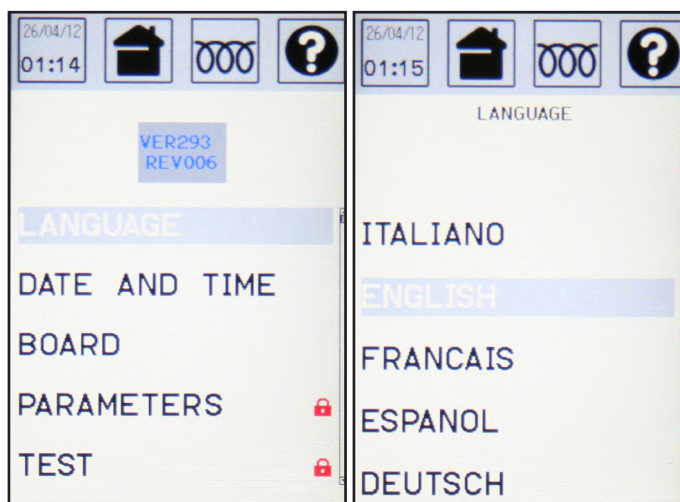 26/04/12
01:14
?
VER293
REV006
LANGUAGE
DATE AND TIME
BOARD
PARAMETERS
TEST
26/04/12
01:15
?
LANGUAGE
ITALIANO
ENGLISH
FRANCAIS
ESPANOL
DEUTSCH